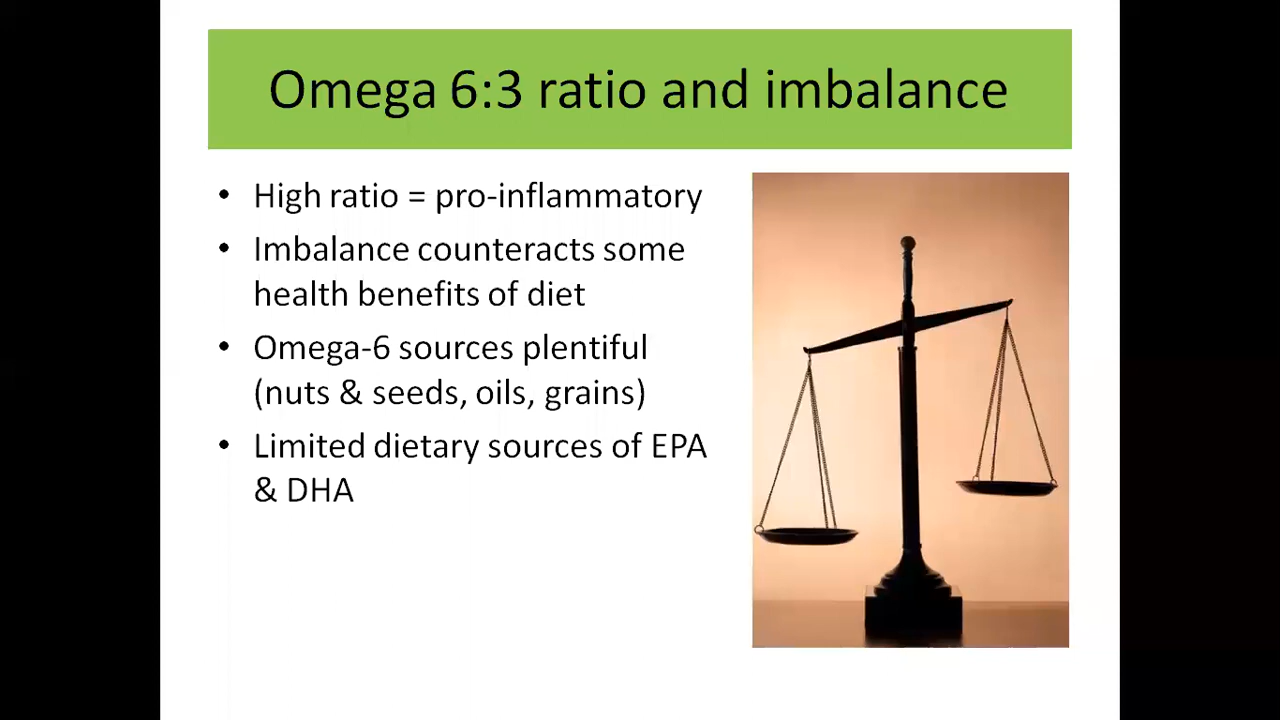 Omega 6:3 ratio and imbalance
• High ratio = pro-inflammatory
• Imbalance counteracts some
health benefits of diet
• Omega-6 sources plentiful
(nuts & seeds, oils, grains)
• Limited dietary sources of EPA
& DHA